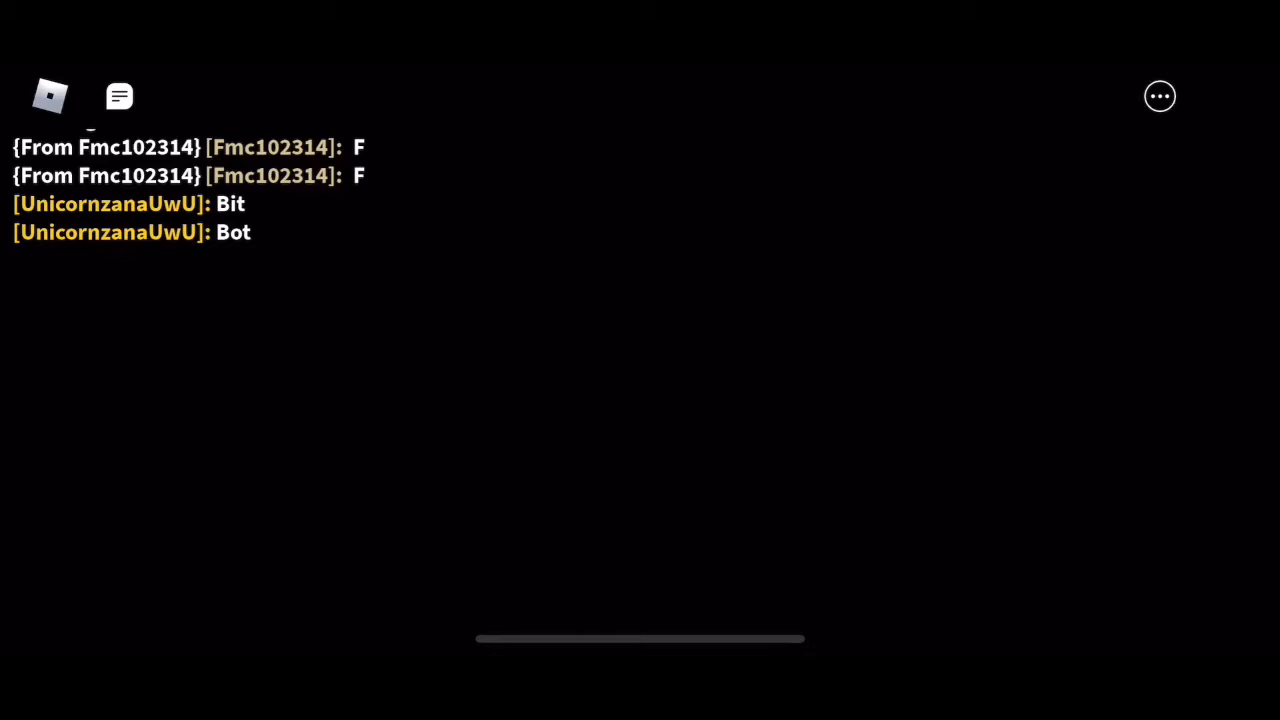 {From Fmc102314} [Fmc102314]: F
{From Fmc102314} [Fmc102314]: F
[UnicornzanaUwU]: Bit
[UnicornzanaUwU]: Bot